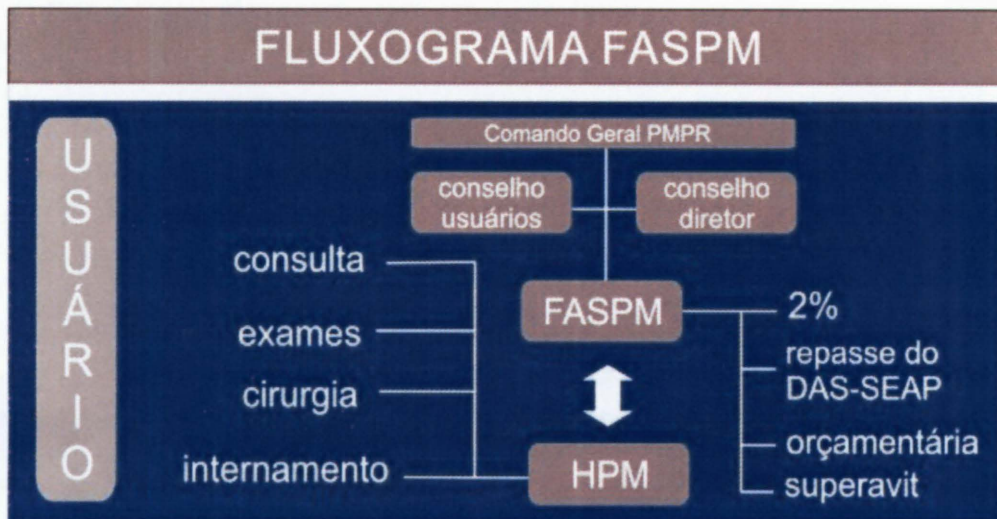 FLUXOGRAMA FASPM
USUÁRIO
Comando Geral PMPR
conselho
usuários
conselho
diretor
consulta
exames
cirurgia
internamento
FASPM
HPM
2%
repasse do
DAS-SEAP
orçamentária
superavit